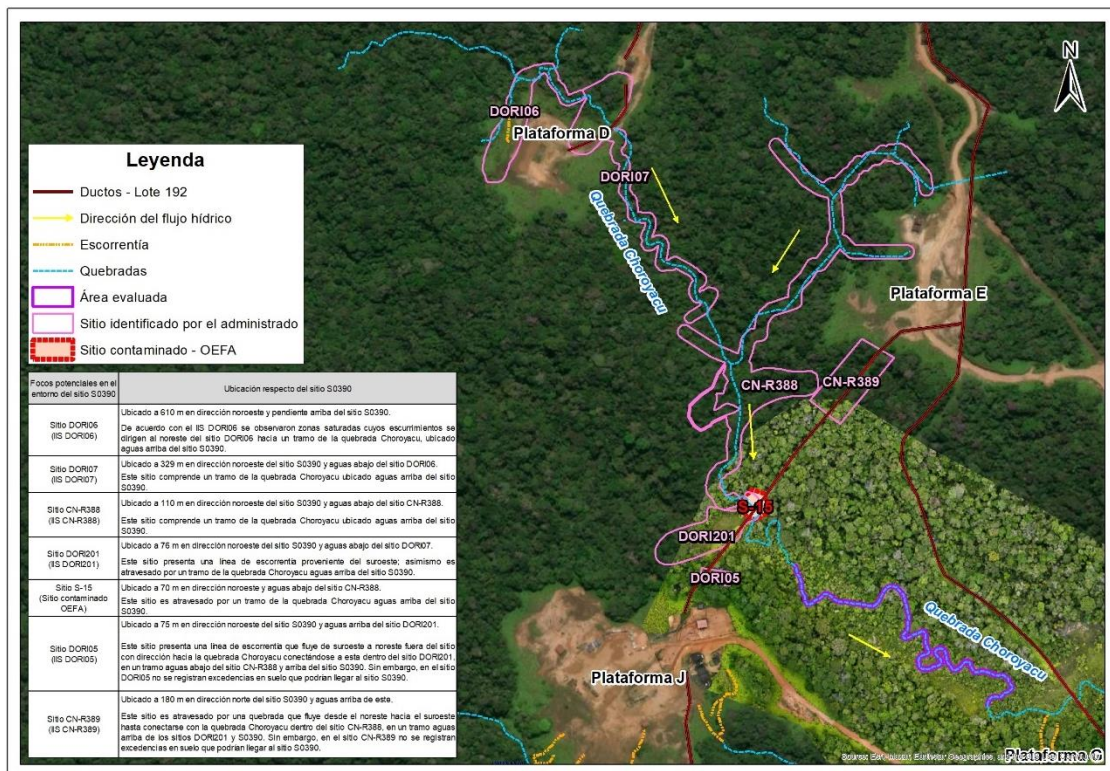 N
DORI06
Plataforma D
DORI07
Quebrada Choroyacu
Plataforma E
CN-R388
CN-R389
S-15
DORI201
DORI05
Quebrada Choroyacu
Plataforma J
Plataforma G
Leyenda
Ductos - Lote 192
Dirección del flujo hídrico
Escorrentía
Quebradas
Área evaluada
Sitio identificado por el administrado
Sitio contaminado - OEFA
Focos potenciales en el
entorno del sitio S0390
Ubicación respecto del sitio S0390
Sitio DORI06
(IIS DORI06)
Ubicado a 610 m en dirección noroeste y pendiente arriba del sitio S0390.
De acuerdo con el IIS DORI06 se observaron zonas saturadas cuyos escurrimientos se
dirigen al noreste del sitio DORI06 hacia un tramo de la quebrada Choroyacu, ubicado
aguas arriba del sitio S0390.
Sitio DORI07
(IIS DORI07)
Ubicado a 329 m en dirección noroeste del sitio S0390 y aguas abajo del sitio DORI06.
Este sitio comprende un tramo de la quebrada Choroyacu ubicado aguas arriba del sitio
S0390.
Sitio CN-R388
(IIS CN-R388)
Ubicado a 110 m en dirección noroeste del sitio S0390 y aguas abajo del sitio CN-R388.
Este sitio comprende un tramo de la quebrada Choroyacu ubicado aguas arriba del sitio
S0390.
Sitio DORI201
(IIS DORI201)
Ubicado a 76 m en dirección noroeste del sitio S0390 y aguas abajo del sitio DORI07.
Este sitio presenta una línea de escorrentía proveniente del suroeste; asimismo es
atravesado por un tramo de la quebrada Choroyacu aguas arriba del sitio S0390.
Sitio S-15
(Sitio contaminado
OEFA)
Ubicado a 70 m en dirección noroeste y aguas abajo del sitio CN-R388.
Este sitio es atravesado por un tramo de la quebrada Choroyacu aguas arriba del sitio
S0390.
Sitio DORI05
(IIS DORI05)
Ubicado a 75 m en dirección noroeste del sitio S0390 y aguas arriba del sitio DORI201.
Este sitio presenta una línea de escorrentía que fluye de suroeste a noreste fuera del sitio
con dirección hacia la quebrada Choroyacu conectándose a este dentro del sitio DORI201,
en un tramo aguas abajo del sitio CN-R388 y arriba del sitio S0390. Sin embargo, en el sitio
DORI05 no se registran excedencias en suelo que podrían llegar al sitio S0390.
Sitio CN-R389
(IIS CN-R389)
Ubicado a 180 m en dirección norte del sitio S0390 y aguas arriba de este.
Este sitio es atravesado por una quebrada que fluye desde el noreste hacia el suroeste
hasta conectarse con la quebrada Choroyacu dentro del sitio CN-R388, en un tramo aguas
arriba de los sitios DORI201 y S0390. Sin embargo, en el sitio CN-R389 no se registran
excedencias en suelo que podrían llegar al sitio S0390.